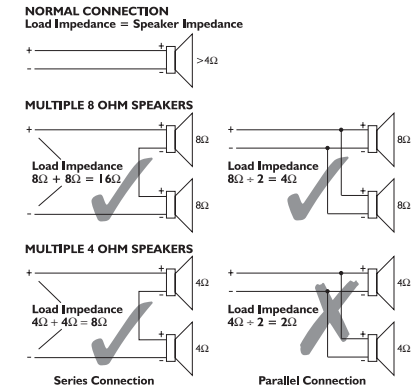 NORMAL CONNECTION
Load Impedance = Speaker Impedance
+
+
>4Ω
-
-
MULTIPLE 8 OHM SPEAKERS
+
+
8Ω
-
Load Impedance
8Ω + 8Ω = 16Ω
+
8Ω
-
-
+
+
8Ω
-
-
Load Impedance
8Ω ÷ 2 = 4Ω
+
8Ω
-
MULTIPLE 4 OHM SPEAKERS
+
+
4Ω
-
Load Impedance
4Ω + 4Ω = 8Ω
+
4Ω
-
-
Series Connection
+
+
4Ω
-
-
Load Impedance
4Ω ÷ 2 = 2Ω
+
4Ω
-
Parallel Connection